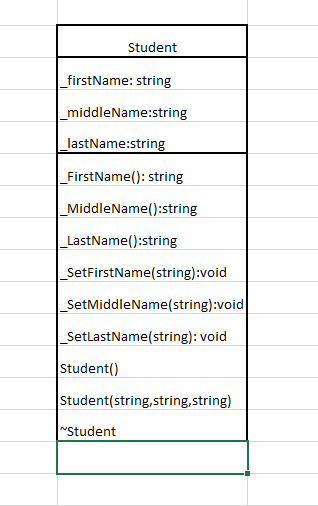 Student
_firstName: string
_middleName:string
_lastName:string
_FirstName(): string
_MiddleName():string
_LastName():string
_SetFirstName(string):void
_SetMiddleName(string):void
_SetLastName(string): void
Student()
Student(string,string,string)
~Student